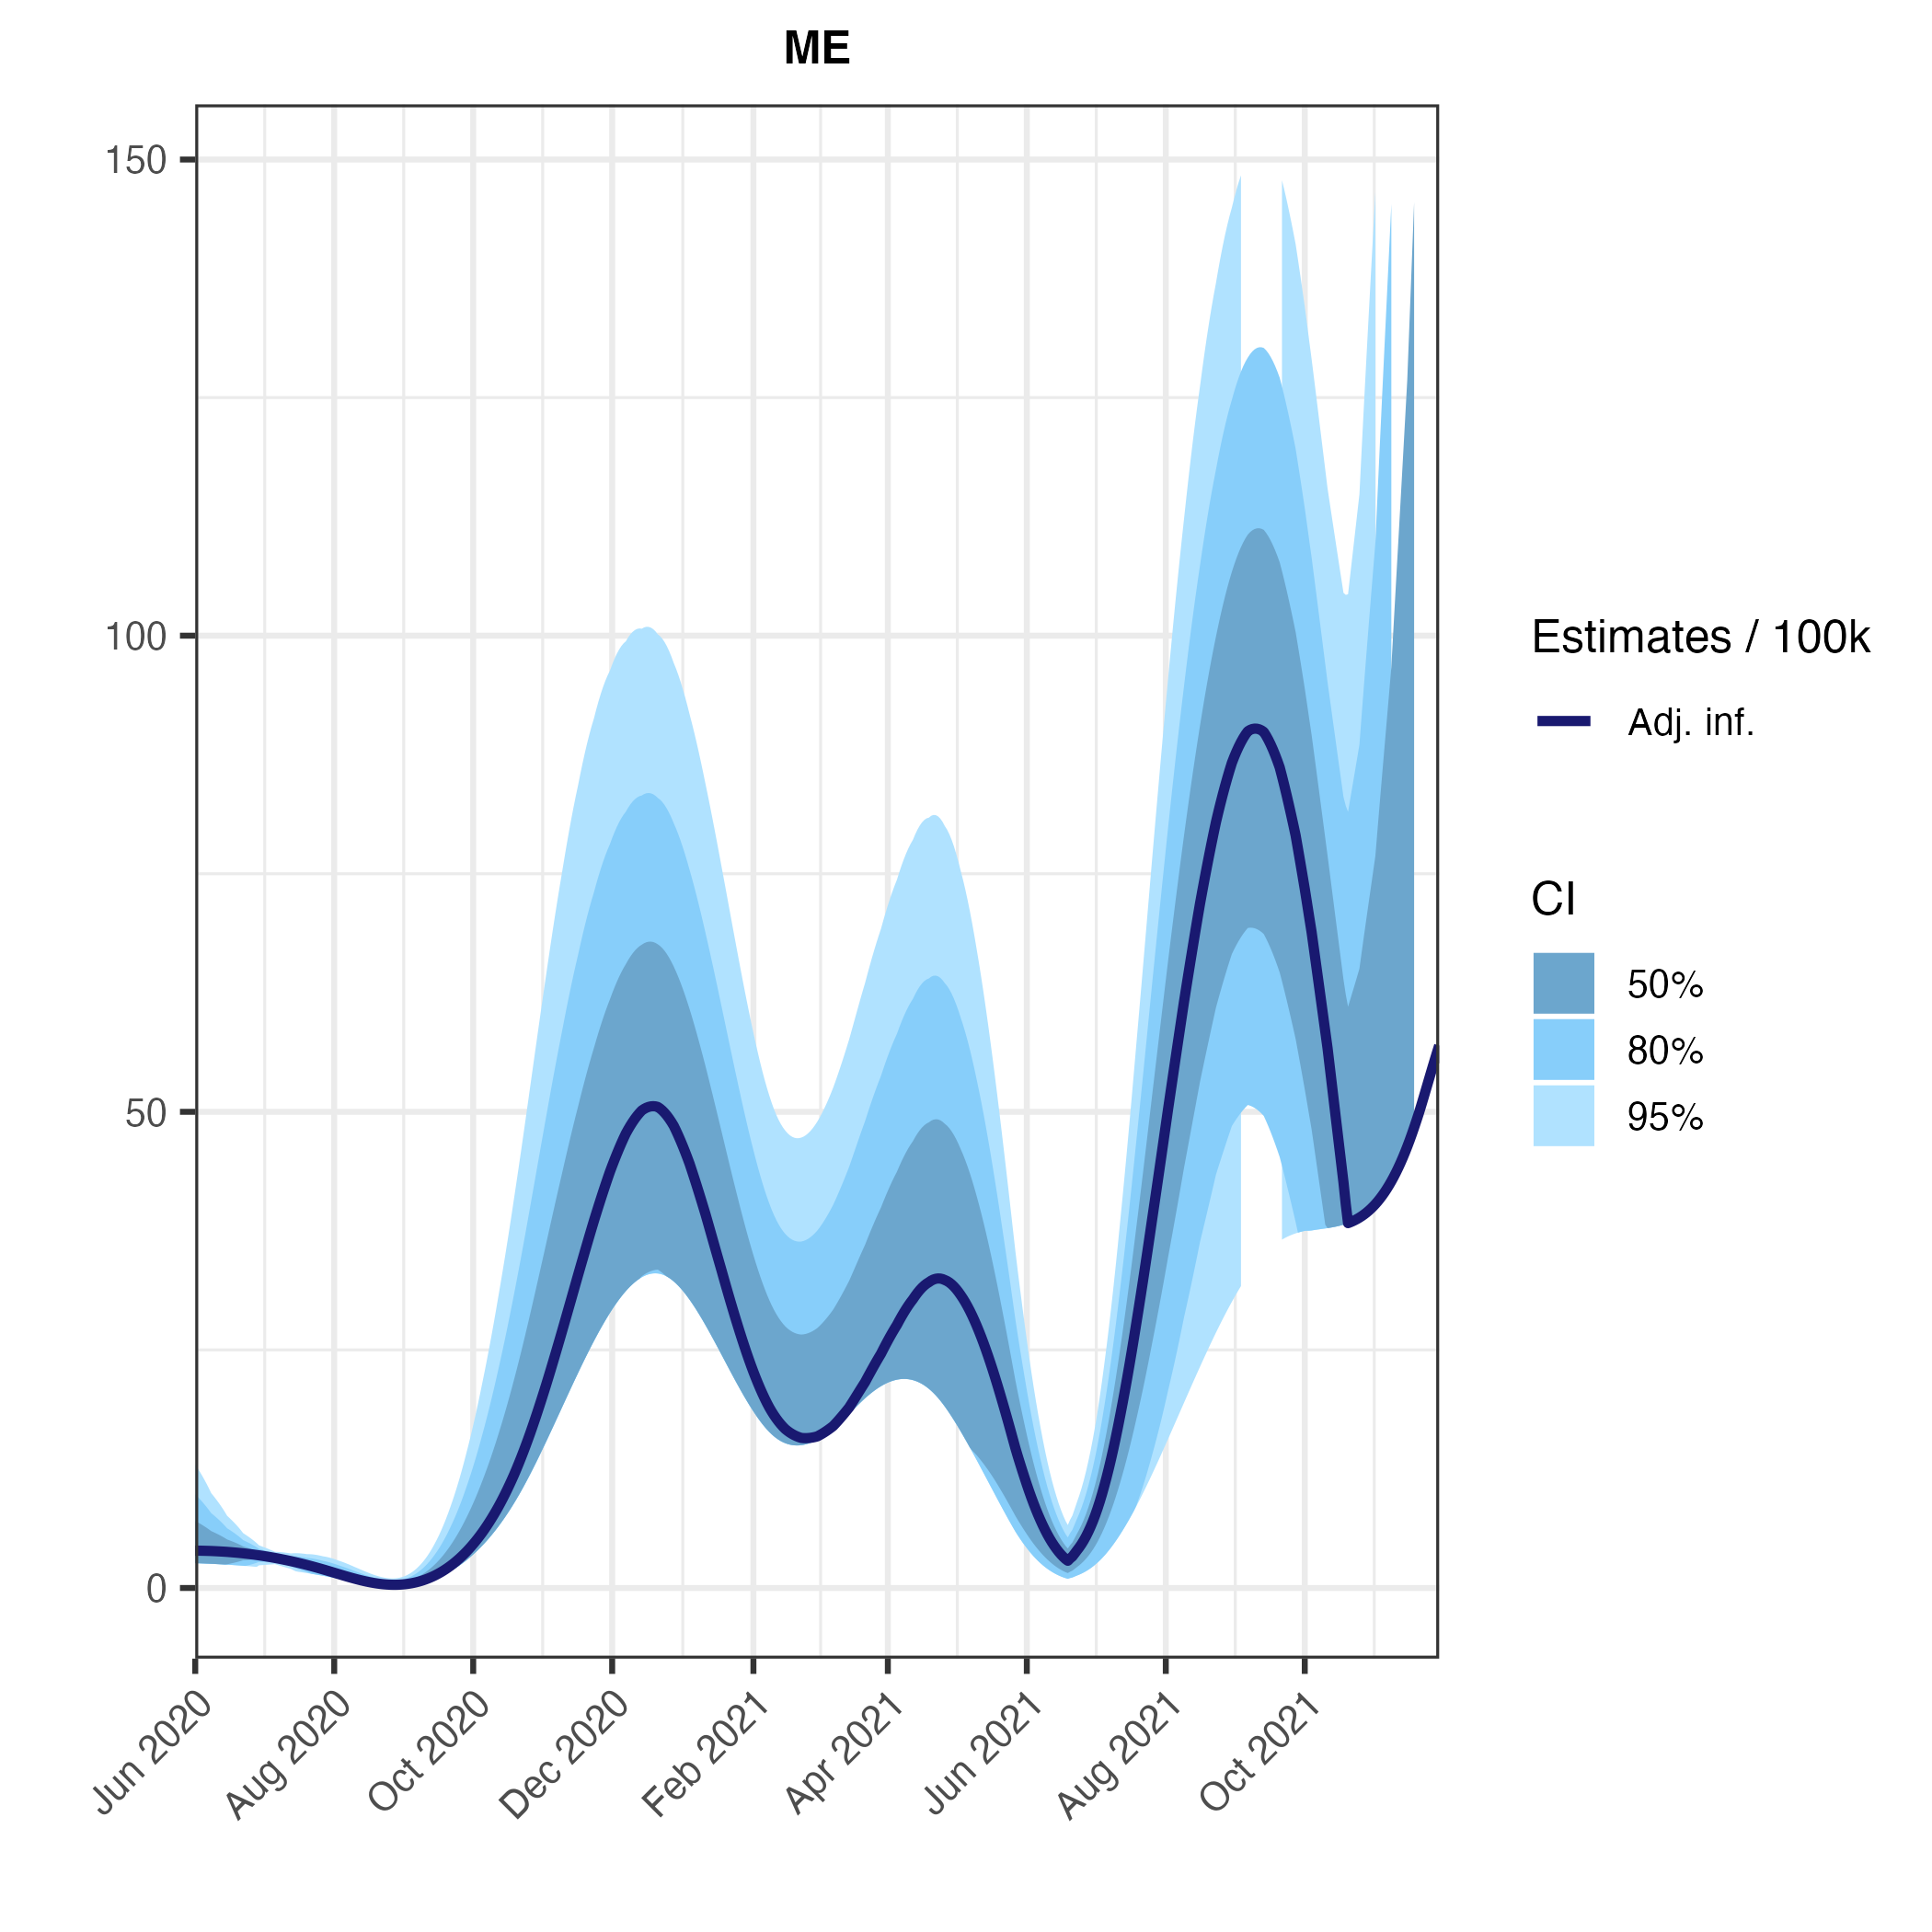 ME
150
100
50
0
Jun 2020
Aug 2020
Oct 2020
Dec 2020
Feb 2021
Apr 2021
Jun 2021
Aug 2021
Oct 2021
Estimates / 100k
Adj. inf.
CI
50%
80%
95%